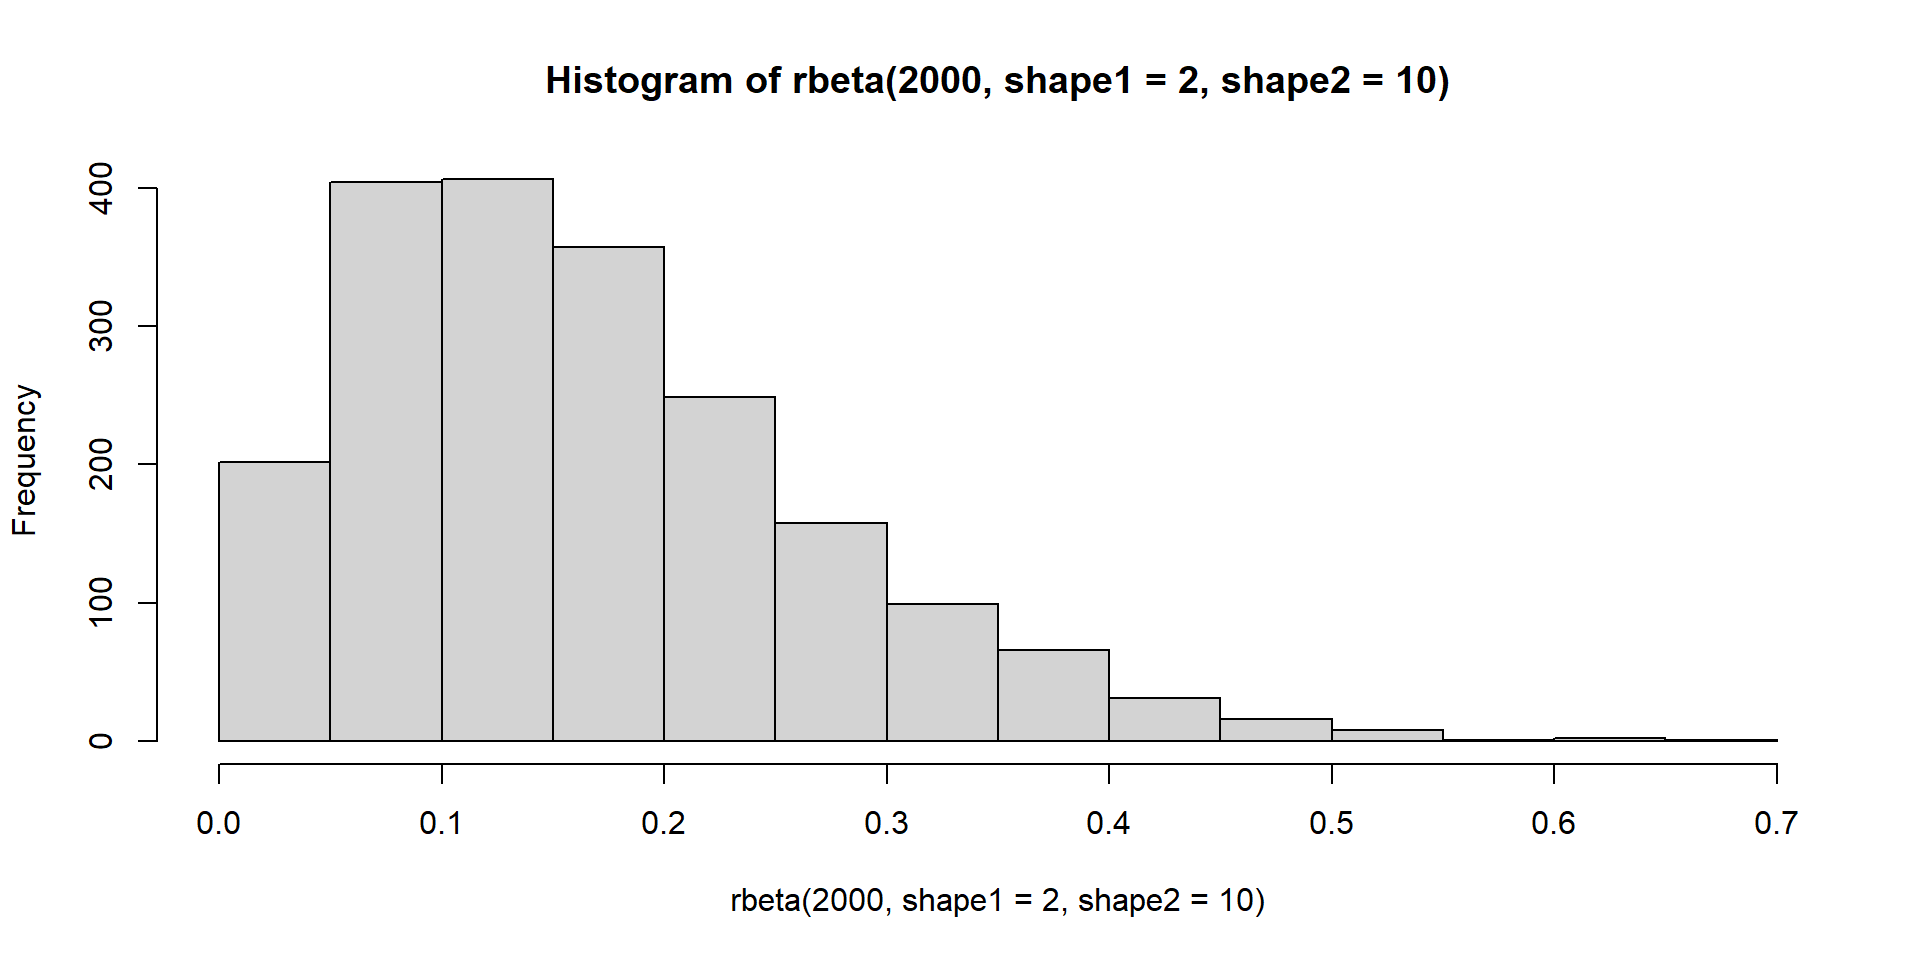 Histogram of rbeta(2000, shape1 = 2, shape2 = 10)
Frequency
400
300
200
100
0
0.0 0.1 0.2 0.3 0.4 0.5 0.6 0.7
rbeta(2000, shape1 = 2, shape2 = 10)